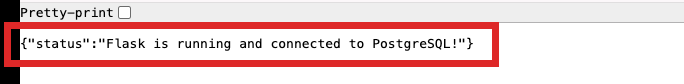 Pretty-print
{"status":"Flask is running and connected to PostgreSQL!"}